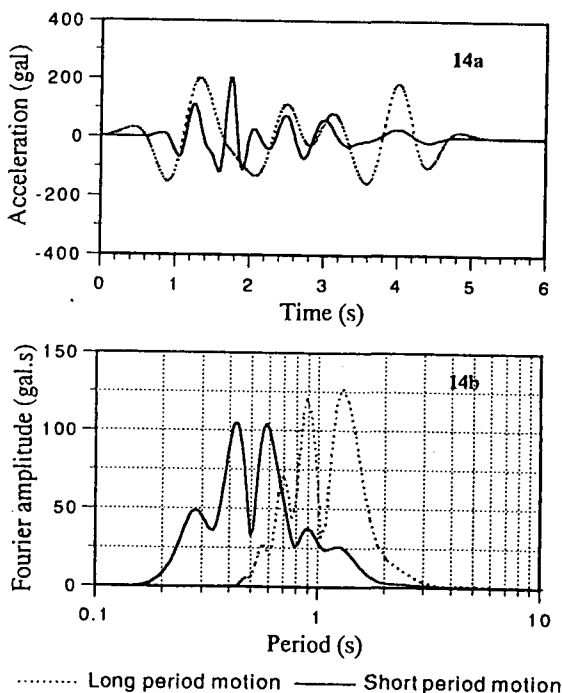 400
14a
200
0
-200
-400
Acceleration (gal)
0 1 2 3 4 5 6
Time (s)
150
14b
100
50
0
Fourier amplitude (gal.s)
0.1 1 10
Period (s)
Long period motion Short period motion